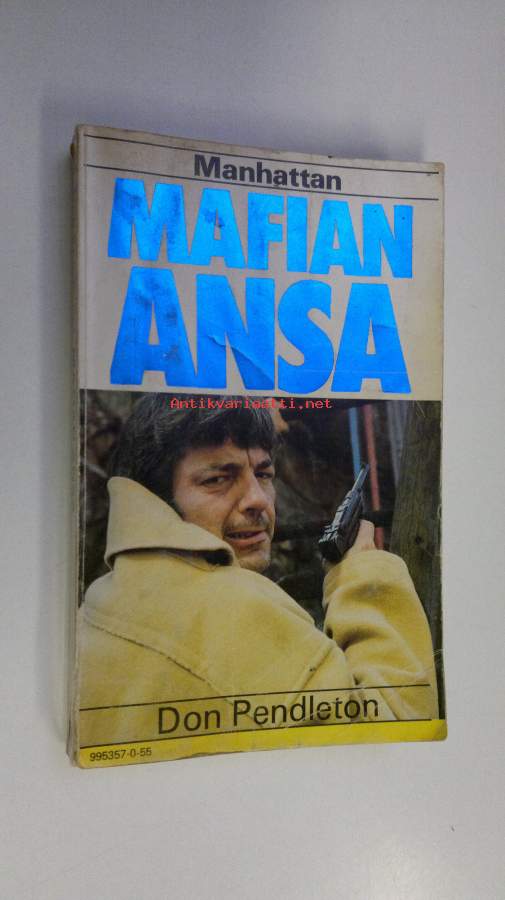 Manhattan
MAFIAN
ANSA
Antikvariaatti.net
Don Pendleton
995357-0-55